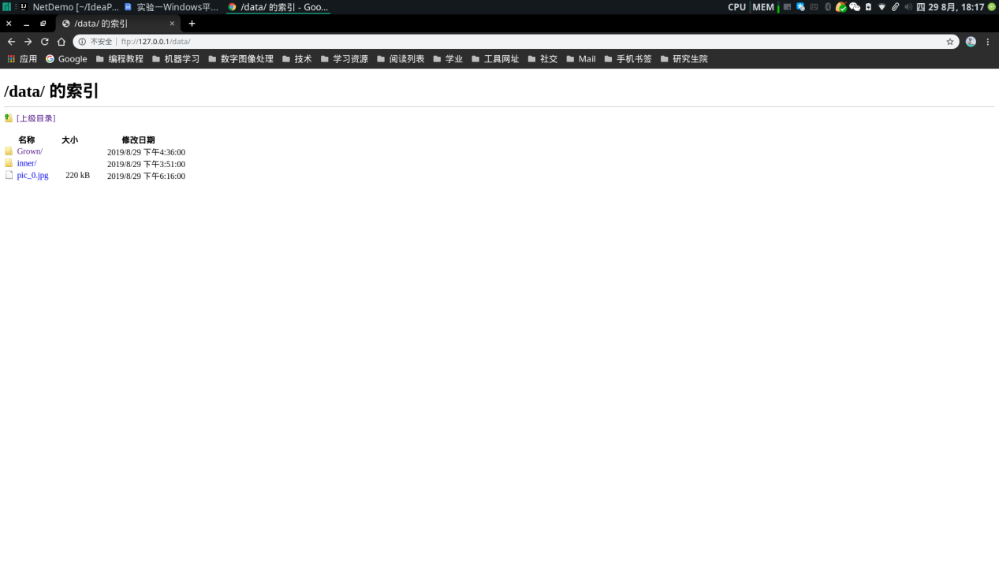 NetDemo [~/IdeaP... 实验一Windows平... /data/ 的索引 - Goo... CPU MEM 四 29 8月, 18:17
/data/ 的索引
不安全 | ftp://127.0.0.1/data/
应用 Google 编程教程 机器学习 数字图像处理 技术 学习资源 阅读列表 学业 工具网址 社交 Mail 手机书签 研究生院
/data/ 的索引
[上级目录]
名称 大小 修改日期
Grown/ 2019/8/29 下午4:36:00
inner/ 2019/8/29 下午3:51:00
pic_0.jpg 220 kB 2019/8/29 下午6:16:00